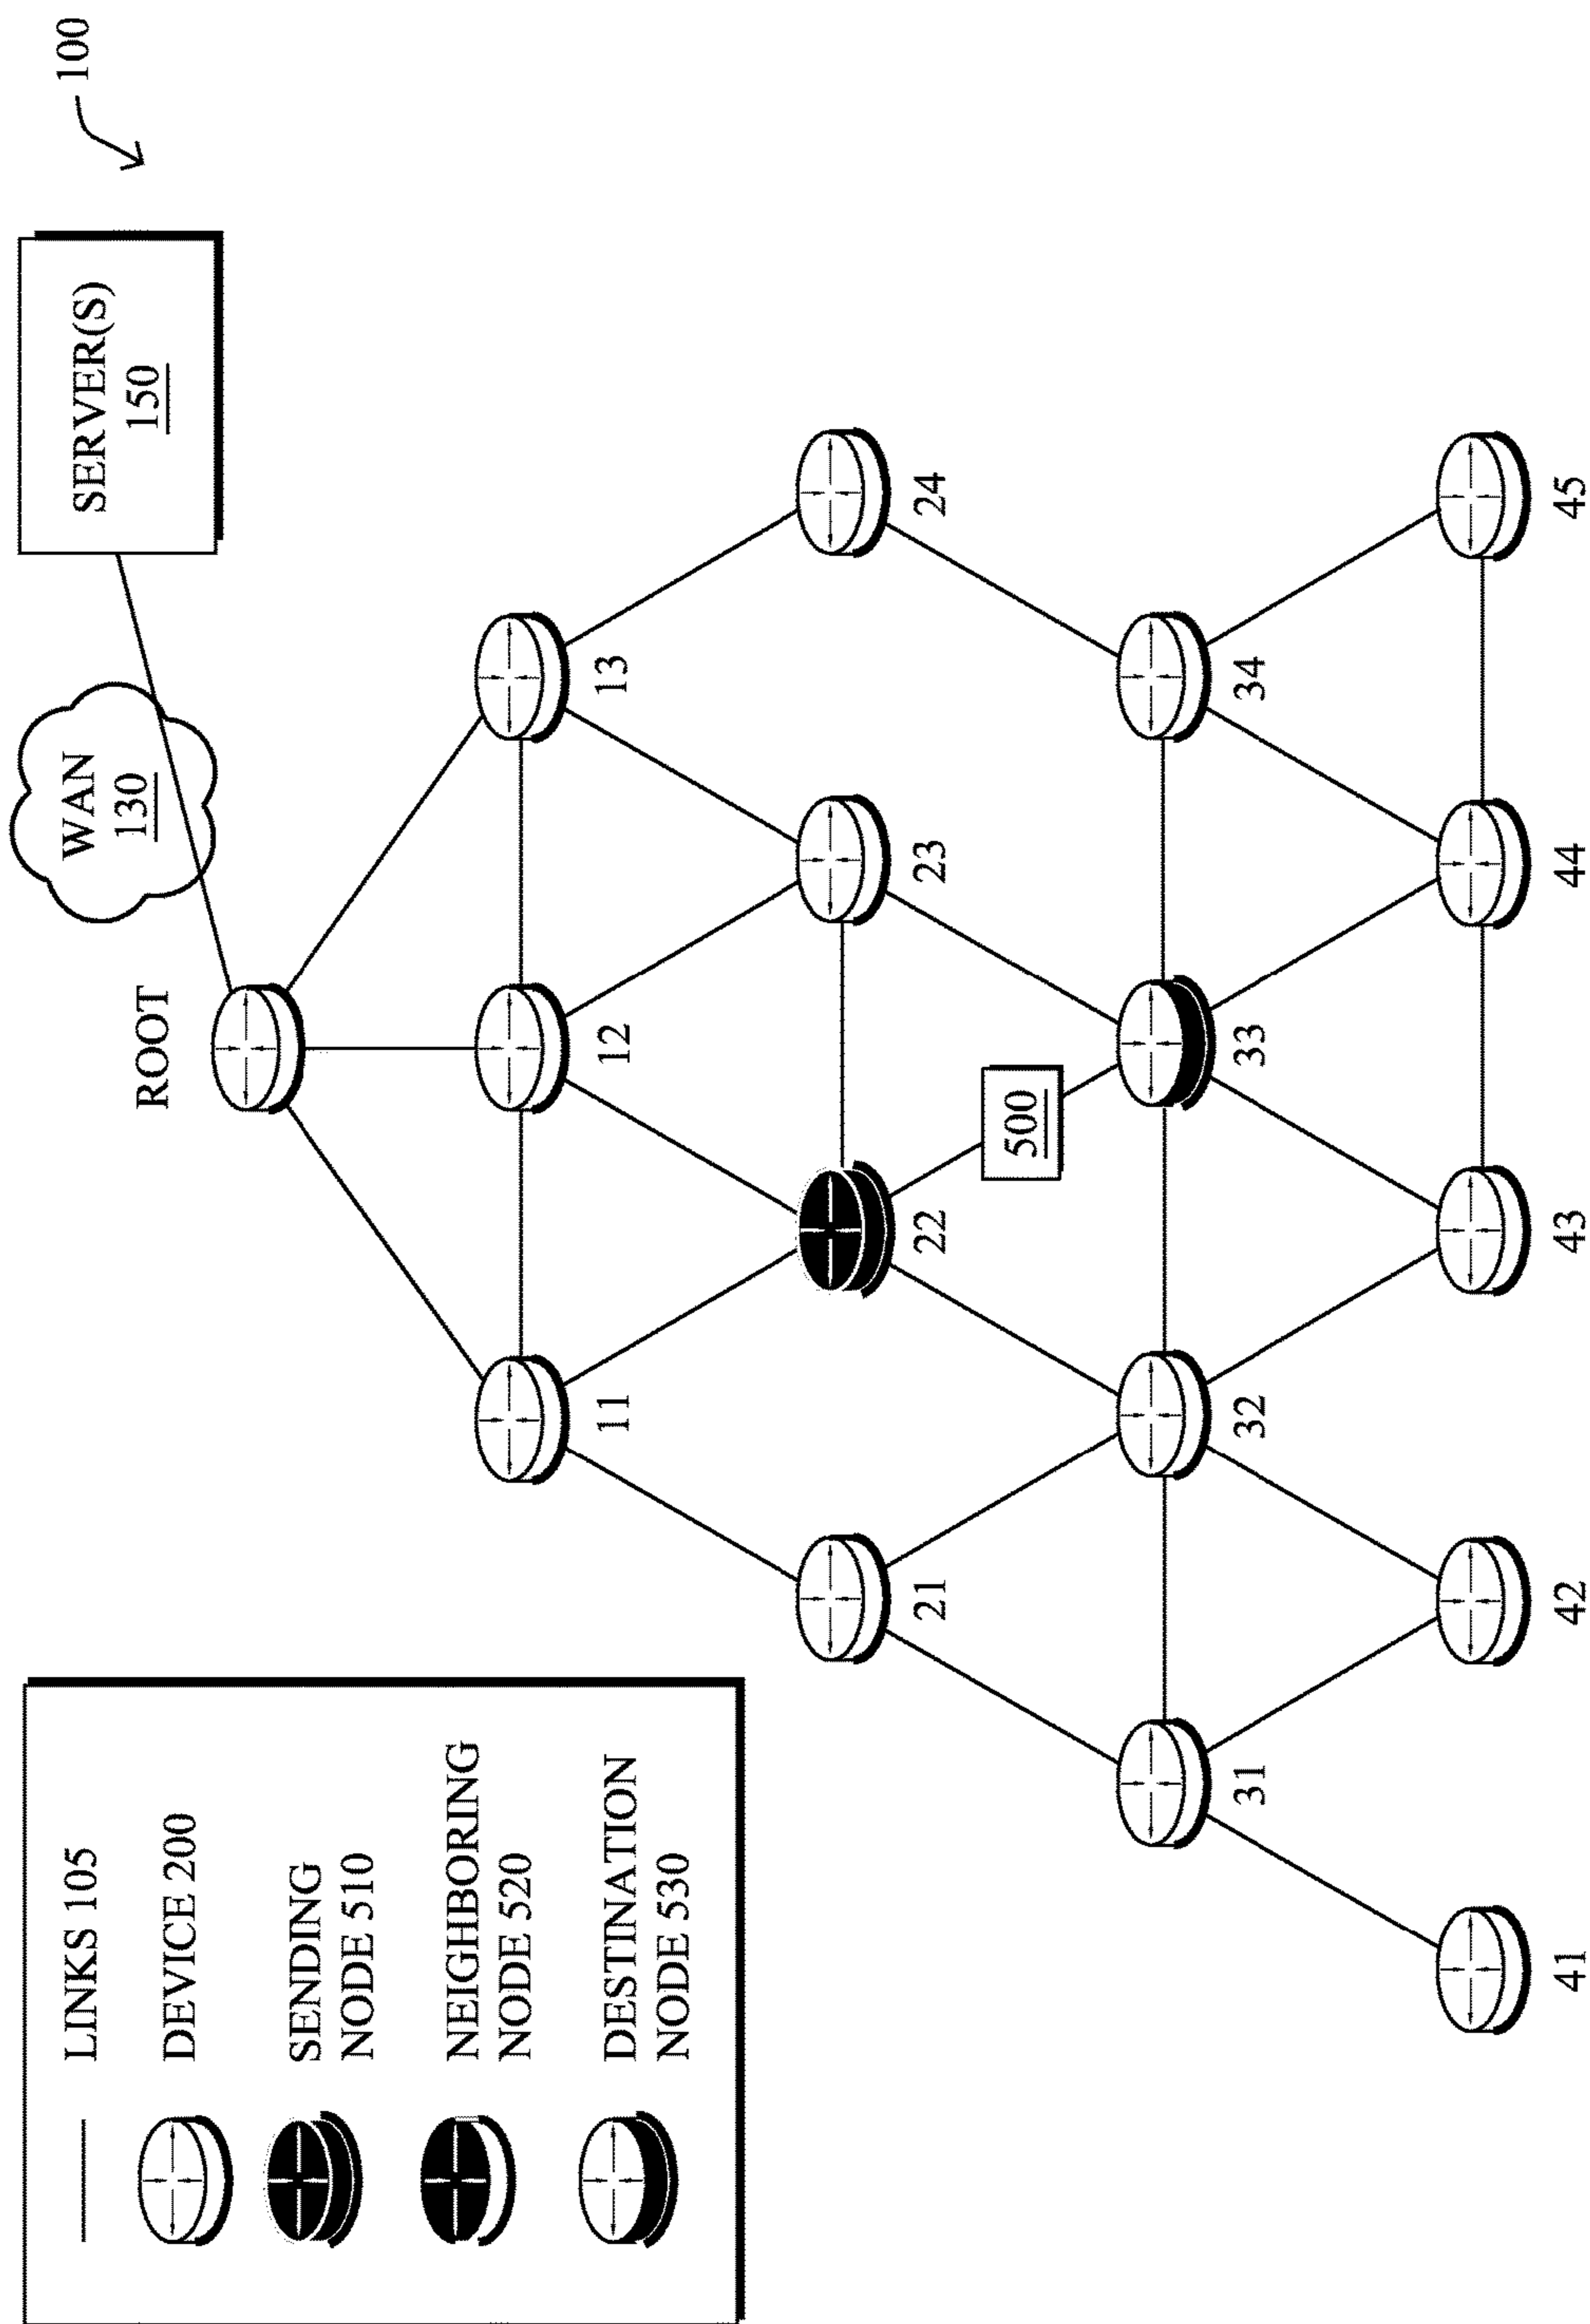 100
SERVER(S)
150
WAN
130
ROOT
LINKS 105
DEVICE 200
SENDING
NODE 510
NEIGHBORING
NODE 520
DESTINATION
NODE 530
11
12
13
21
22
23
24
500
31
32
33
34
41
42
43
44
45